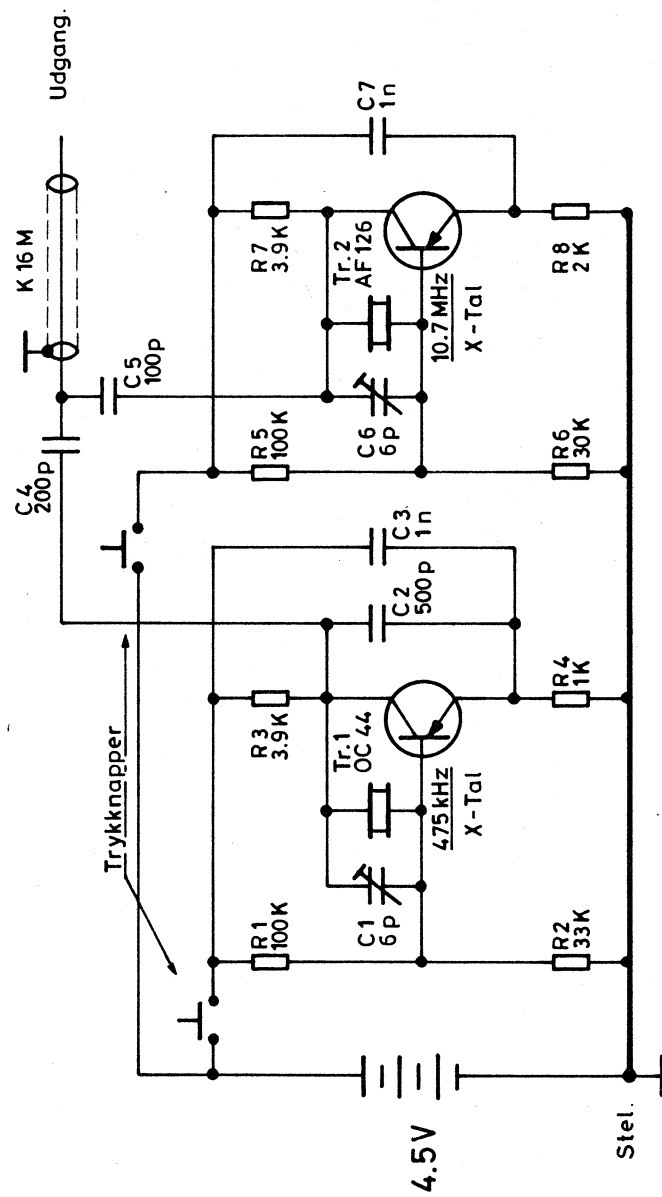 Udgang.
K 16 M
C 5
100p
C4
200p
Trykknapper
R7
3.9K
C 7
1n
Tr. 2
AF 126
10.7 MHz
X-Tal
R5
100K
C6
6p
R8
2K
R6
30K
C3
1n
C2
500p
R3
3.9K
Tr.1
OC 44
475 kHz
X-Tal
R1
100K
C1
6p
R4
1K
R2
33K
4.5V
Stel.